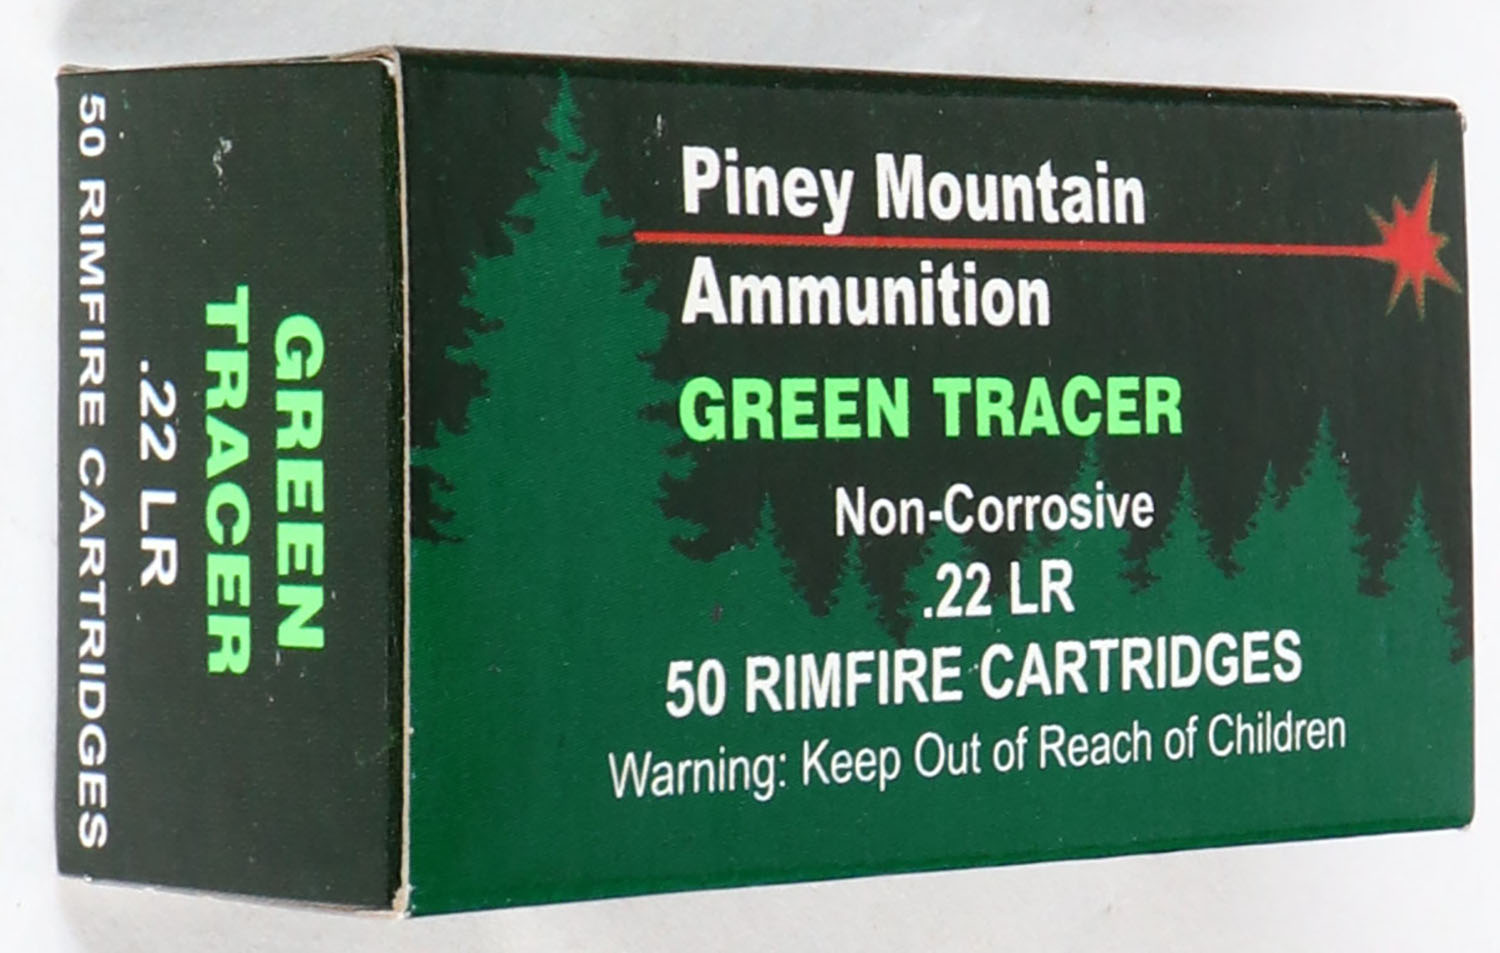 Piney Mountain
Ammunition
GREEN TRACER
Non-Corrosive
.22 LR
50 RIMFIRE CARTRIDGES
Warning: Keep Out of Reach of Children
GREEN
TRACER
.22 LR
50 RIMFIRE CARTRIDGES